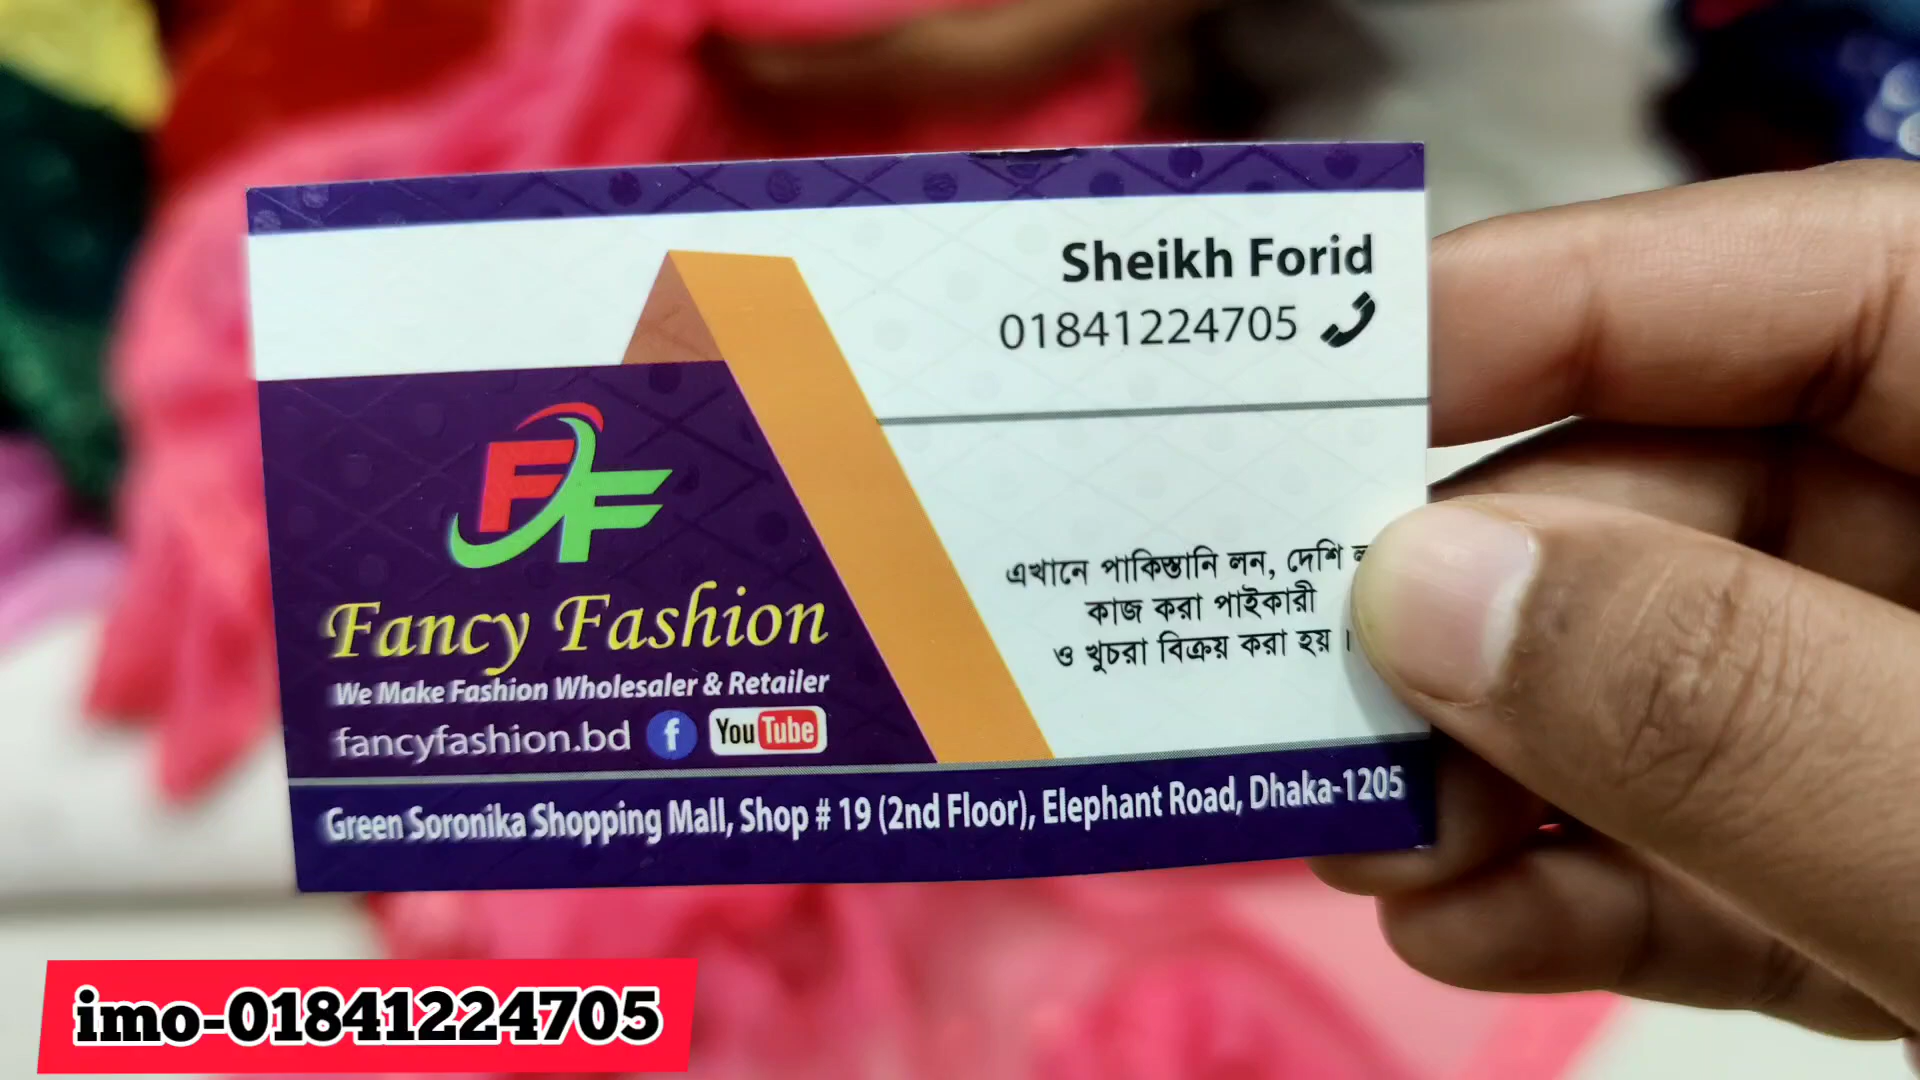 Sheikh Forid
01841224705
FF
Fancy Fashion
We Make Fashion Wholesaler & Retailer
fancyfashion.bd f YouTube
এখানে পাকিস্তানি লন, দেশি
কাজ করা পাইকারী
ও খুচরা বিক্রয় করা হয়।
Green Soronika Shopping Mall, Shop # 19 (2nd Floor), Elephant Road, Dhaka-1205
imo-01841224705